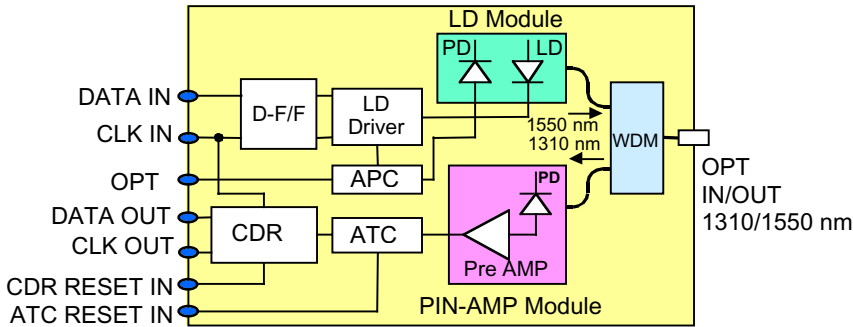 LD Module
PD
LD
DATA IN
D-F/F
LD
Driver
CLK IN
1550 nm
1310 nm
WDM
OPT
APC
OPT
IN/OUT
1310/1550 nm
PD
DATA OUT
CDR
ATC
CLK OUT
Pre AMP
CDR RESET IN
PIN-AMP Module
ATC RESET IN